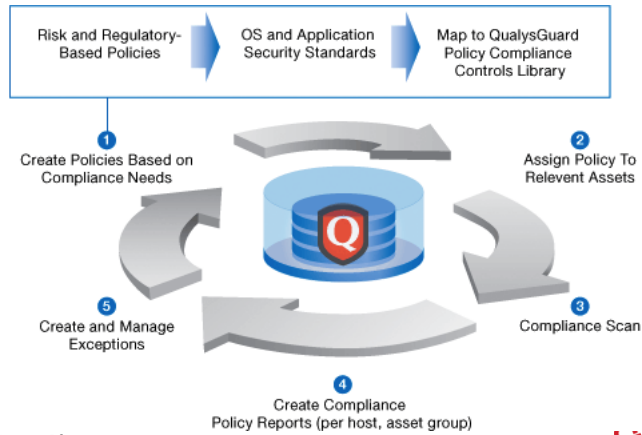 Risk and Regulatory-
Based Policies
OS and Application
Security Standards
Map to QualysGuard
Policy Compliance
Controls Library
1
Create Policies Based on
Compliance Needs
2
Assign Policy To
Relevent Assets
Q
3
Compliance Scan
5
Create and Manage
Exceptions
4
Create Compliance
Policy Reports (per host, asset group)